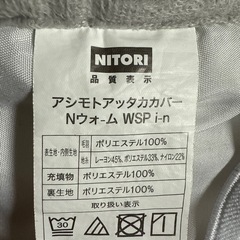 NITORI
品質表示
アシモトアッタカカバー
Nウォーム WSP i-n
表生地・内側生地
毛羽
ポリエステル100%
地糸
レーヨン45%、ポリエステル33%、ナイロン22%
充填物 ポリエステル100%
裏生地 ポリエステル100%
取り扱い表示
30